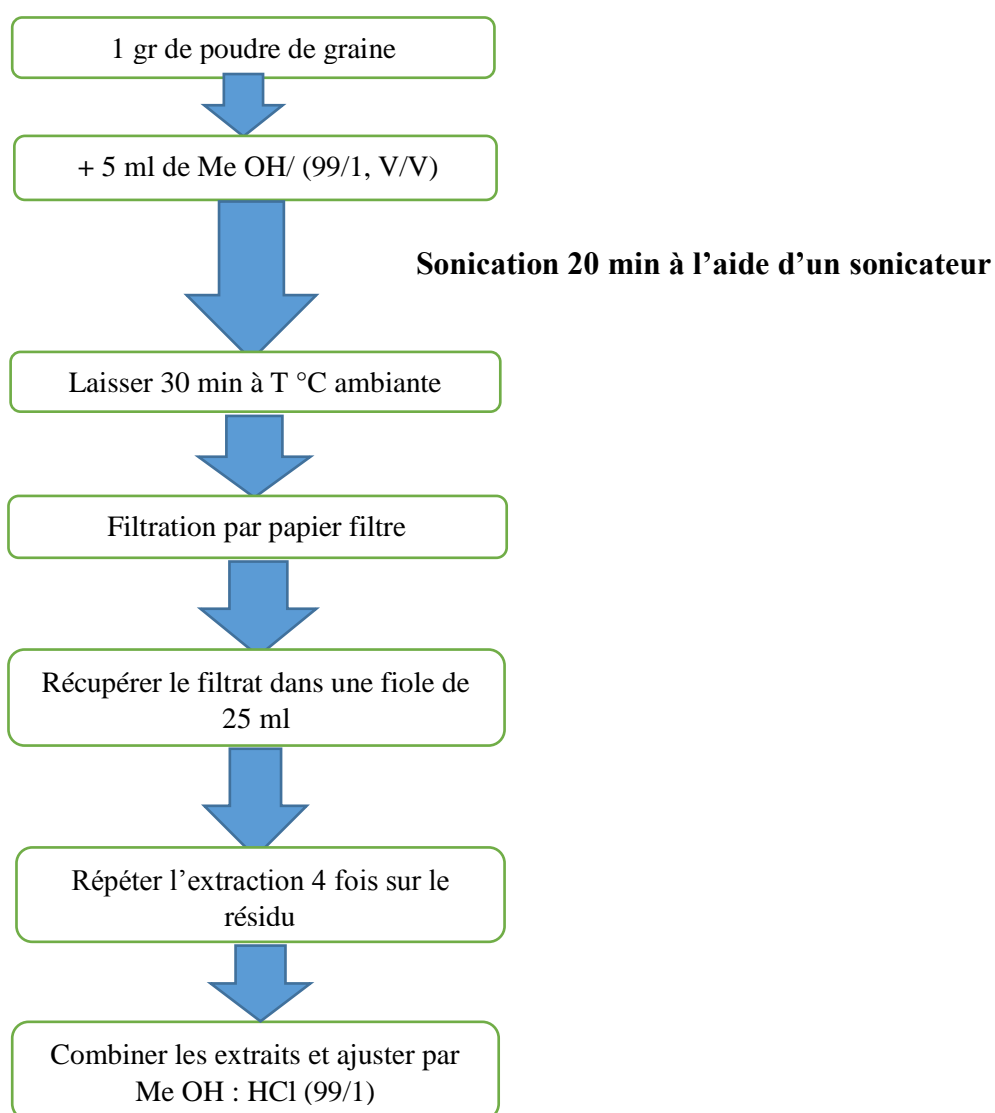 1 gr de poudre de graine
+ 5 ml de Me OH/ (99/1, V/V)
Sonication 20 min à l’aide d’un sonicateur
Laisser 30 min à T °C ambiante
Filtration par papier filtre
Récupérer le filtrat dans une fiole de
25 ml
Répéter l’extraction 4 fois sur le
résidu
Combiner les extraits et ajuster par
Me OH : HCl (99/1)